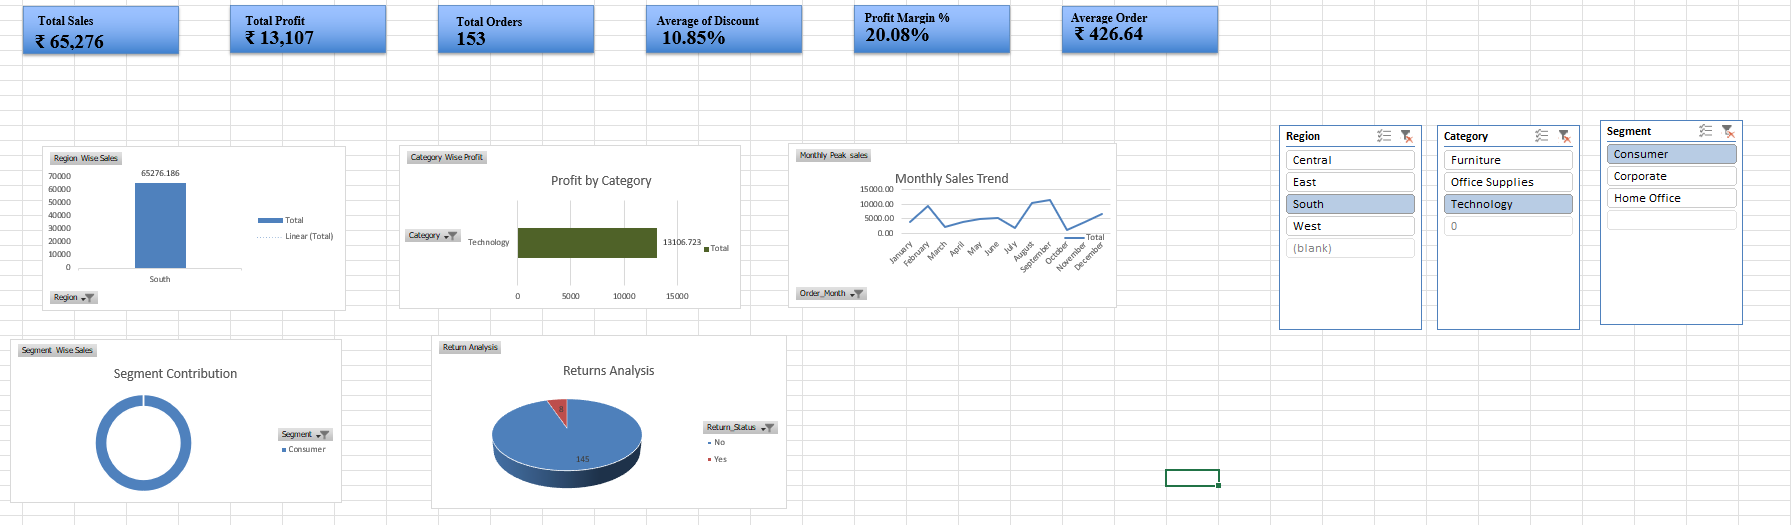 Total Sales
₹ 65,276
Total Profit
₹ 13,107
Total Orders
153
Average of Discount
10.85%
Profit Margin %
20.08%
Average Order
₹ 426.64
Region Wise Sales
70000
60000
50000
40000
30000
20000
10000
0
65276.186
South
Total
Linear (Total)
Region
Category Wise Profit
Profit by Category
Category
Technology
13106.723
Total
0
5000
10000
15000
Monthly Peak sales
Monthly Sales Trend
15000.00
10000.00
5000.00
0.00
January
February
March
April
May
June
July
August
September
October
November
December
Total
Order_Month
Region
Central
East
South
West
(blank)
Category
Furniture
Office Supplies
Technology
0
Segment
Consumer
Corporate
Home Office
Segment Wise Sales
Segment Contribution
Segment
Consumer
Return Analysis
Returns Analysis
8
145
Return_Status
No
Yes